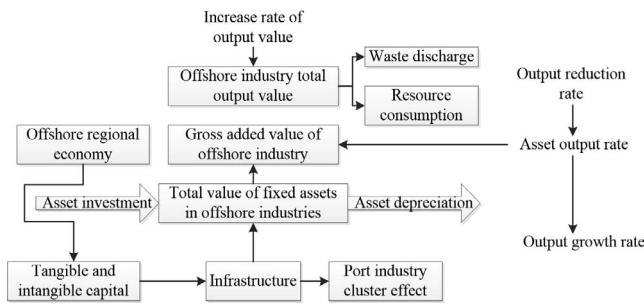 Increase rate of
output value
Offshore industry total
output value
Waste discharge
Resource
consumption
Output reduction
rate
Offshore regional
economy
Gross added value of
offshore industry
Asset output rate
Asset investment
Total value of fixed assets
in offshore industries
Asset depreciation
Output growth rate
Tangible and
intangible capital
Infrastructure
Port industry
cluster effect